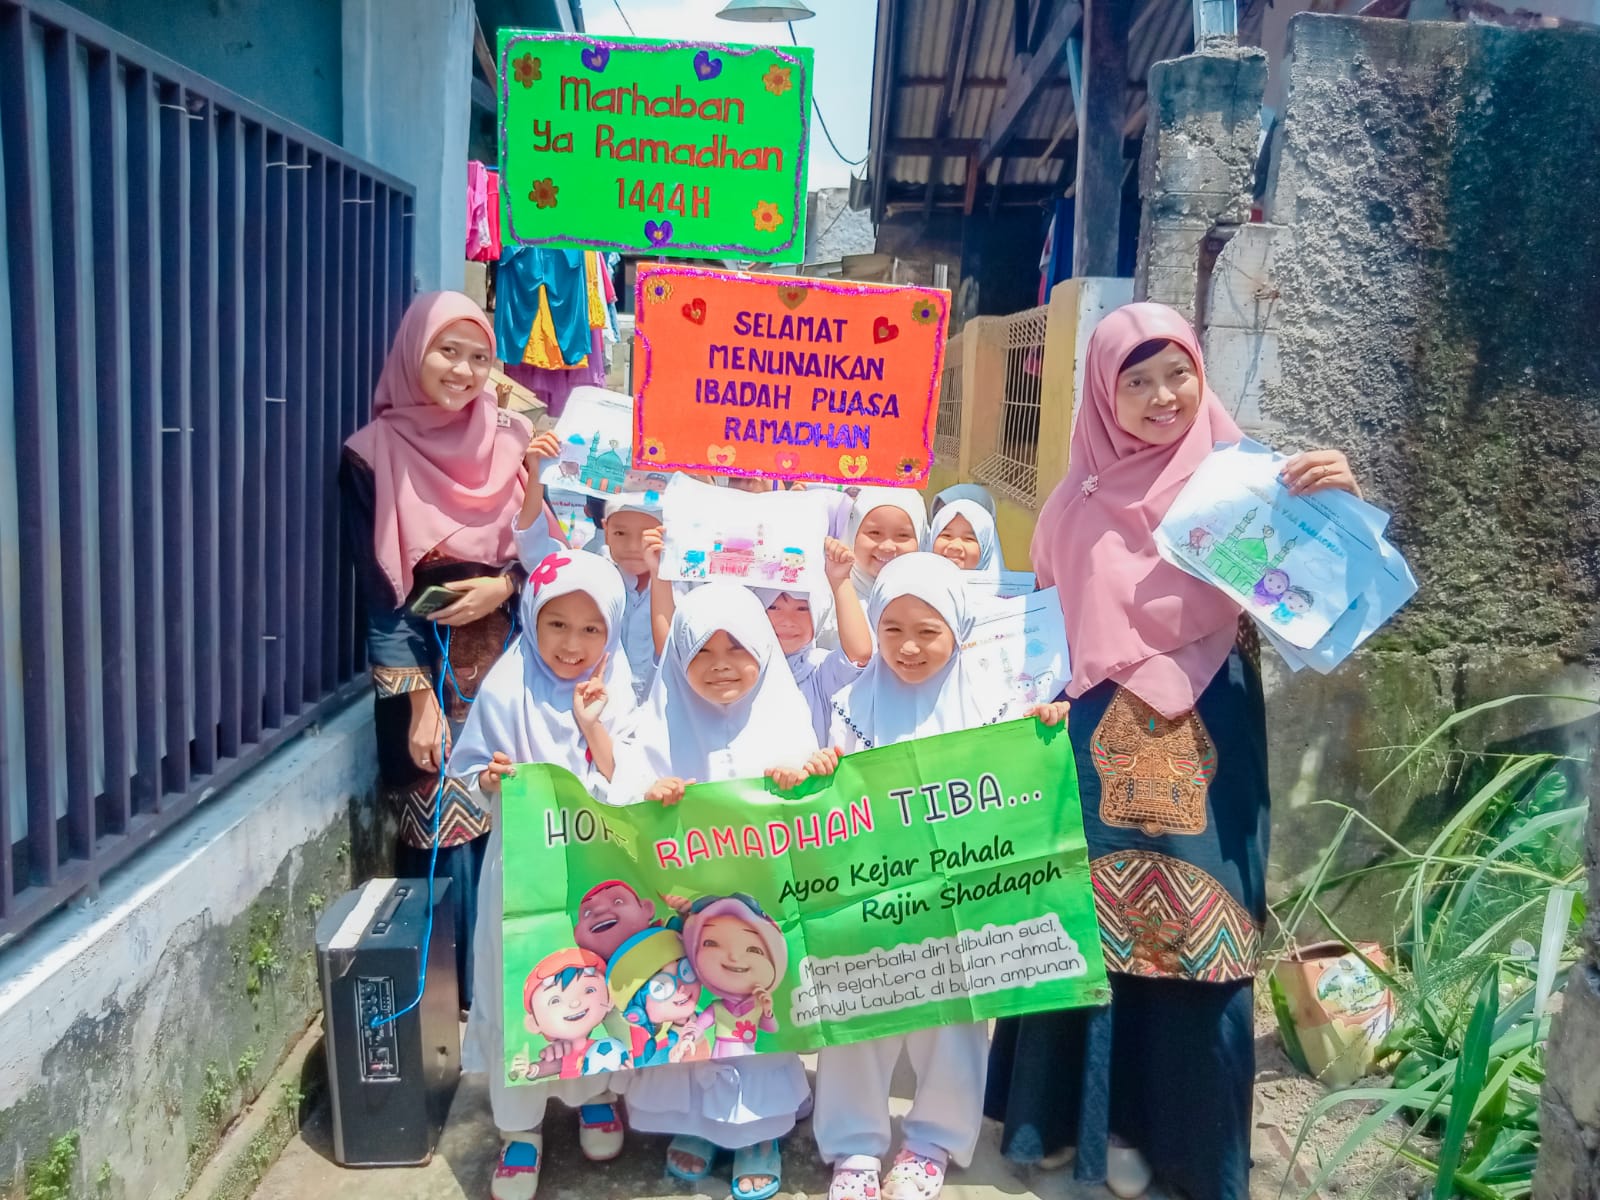 Marhaban
ya Ramadhan
1444H
SELAMAT
MENUNAIKAN
IBADAH PUASA
RAMADHAN
RAMADHAN TIBA...
Ayoo Kejar Pahala
Rajin Shodaqoh
Mari perbaiki diri dibulan suci,
raih sejahtera di bulan rahmat,
menuju taubat di bulan ampunan